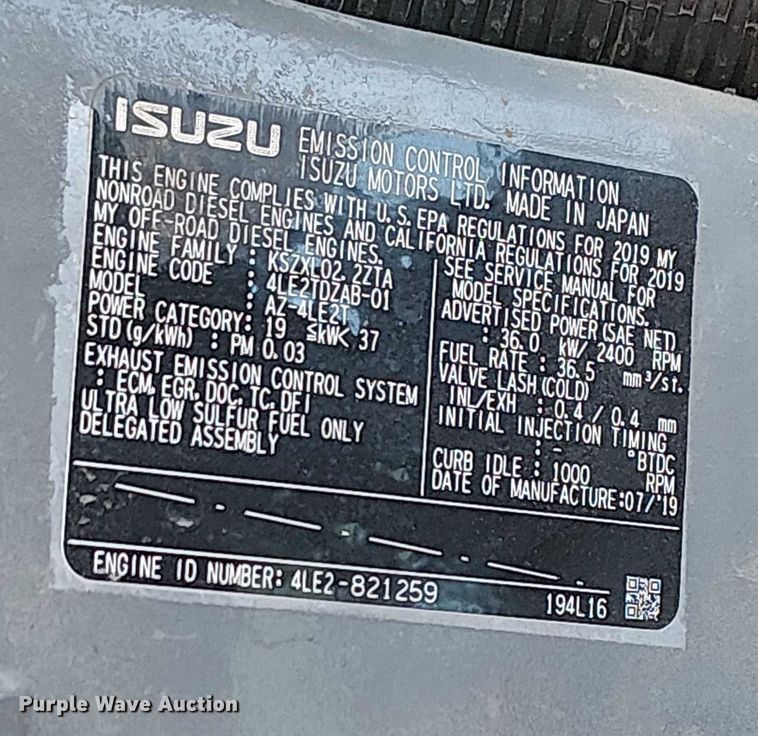 ISUZU EMISSION CONTROL INFORMATION
ISUZU MOTORS LTD. MADE IN JAPAN
THIS ENGINE COMPLIES WITH U.S. EPA REGULATIONS FOR 2019 MY
NONROAD DIESEL ENGINES AND CALIFORNIA REGULATIONS FOR 2019
MY OFF-ROAD DIESEL ENGINES.
ENGINE FAMILY : KSZXL02.2ZTA
ENGINE CODE : 4LE2TDZAB-01
MODEL : AZ-4LE2T
POWER CATEGORY: 19 ≦kW< 37
STD (g/kWh) : PM 0.03
EXHAUST EMISSION CONTROL SYSTEM
: ECM, EGR, DOC, TC, DFI
ULTRA LOW SULFUR FUEL ONLY
DELEGATED ASSEMBLY
SEE SERVICE MANUAL FOR
MODEL SPECIFICATIONS.
ADVERTISED POWER (SAE NET)
: 36.0 kW/ 2400 RPM
FUEL RATE : 36.5 mm³/st.
VALVE LASH (COLD)
INL/EXH : 0.4 / 0.4 mm
INITIAL INJECTION TIMING
: - °BTDC
CURB IDLE : 1000 RPM
DATE OF MANUFACTURE:07/'19
ENGINE ID NUMBER: 4LE2-821259
194L16
Purple Wave Auction